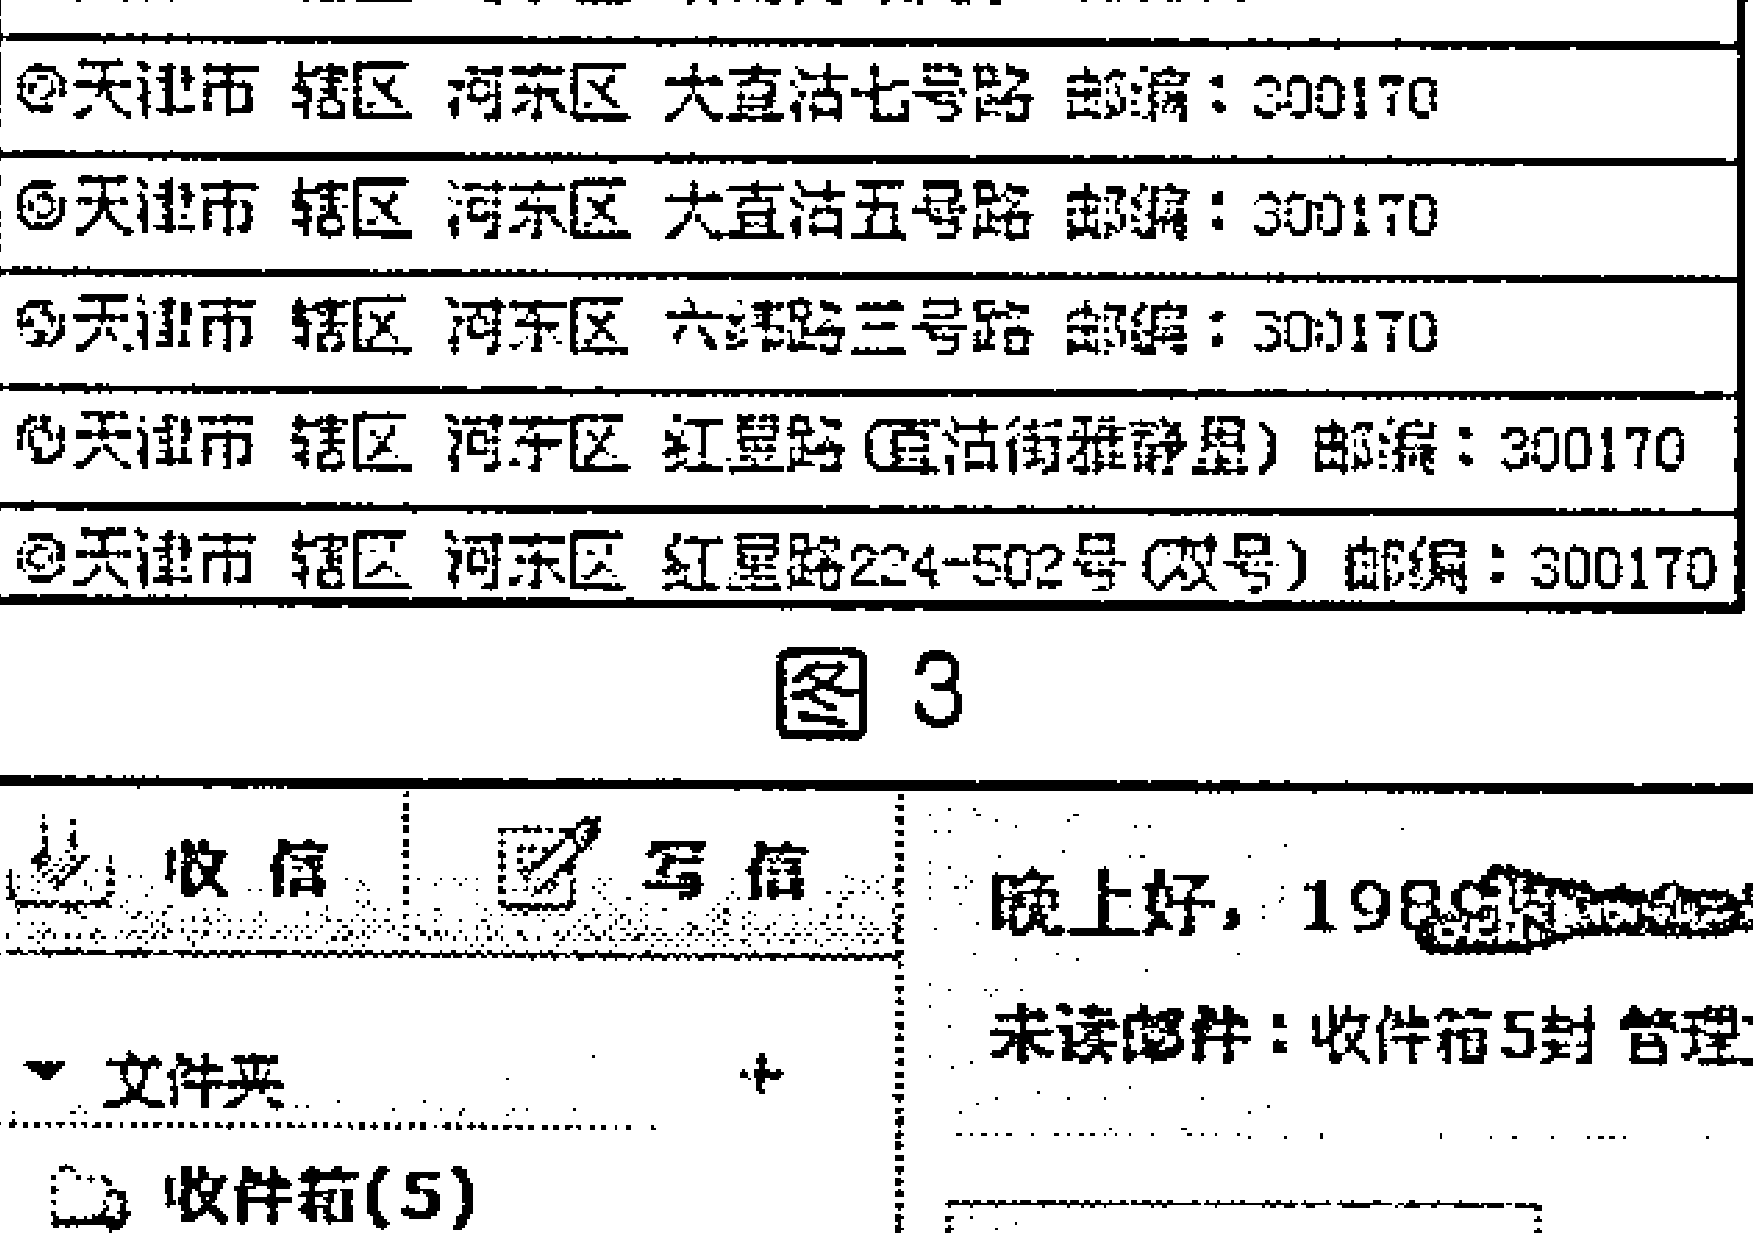 天津市 辖区 河东区 大直沽七号路 邮编：300170
天津市 辖区 河东区 大直沽五号路 邮编：300170
天津市 辖区 河东区 六纬路三号路 邮编：300170
天津市 辖区 河东区 红星路（直沽街雅静里）邮编：300170
天津市 辖区 河东区 红星路224-502号（双号）邮编：300170
图 3
收 信 写 信
晚上好，198
未读邮件：收件箱5封 管理
文件夹 +
收件箱(5)